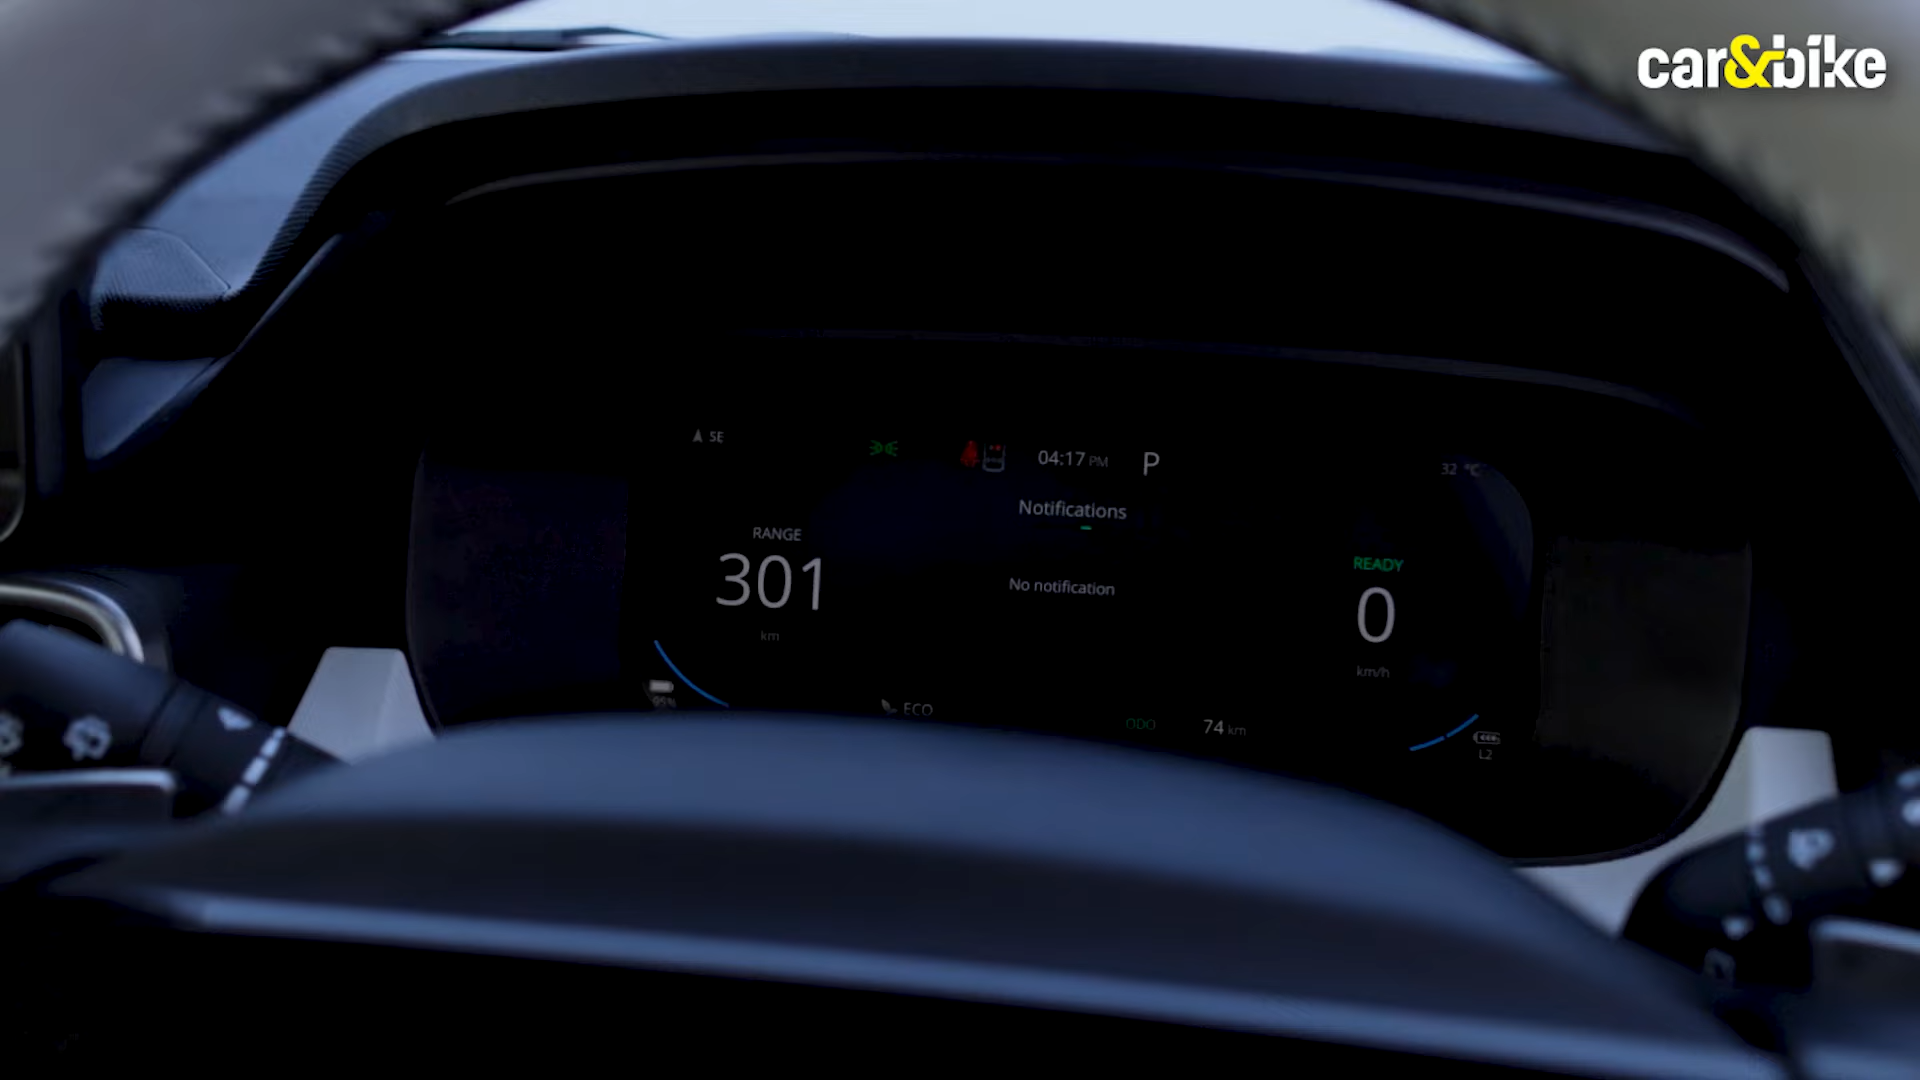 car&bike
SE
04:17 PM
P
32 °C
Notifications
RANGE
301
km
No notification
READY
0
km/h
95%
ECO
ODO
74 km
L2